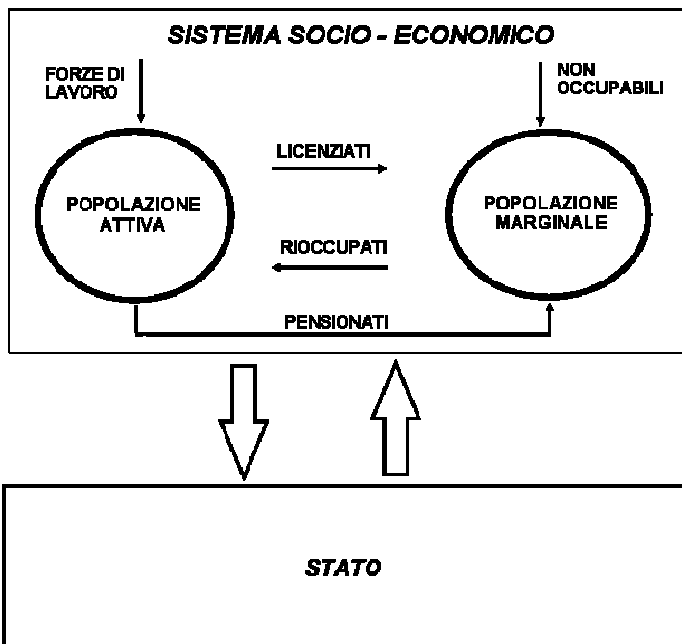 SISTEMA SOCIO - ECONOMICO
FORZE DI
LAVORO
NON
OCCUPABILI
LICENZIATI
POPOLAZIONE
ATTIVA
POPOLAZIONE
MARGINALE
RIOCCUPATI
PENSIONATI
STATO